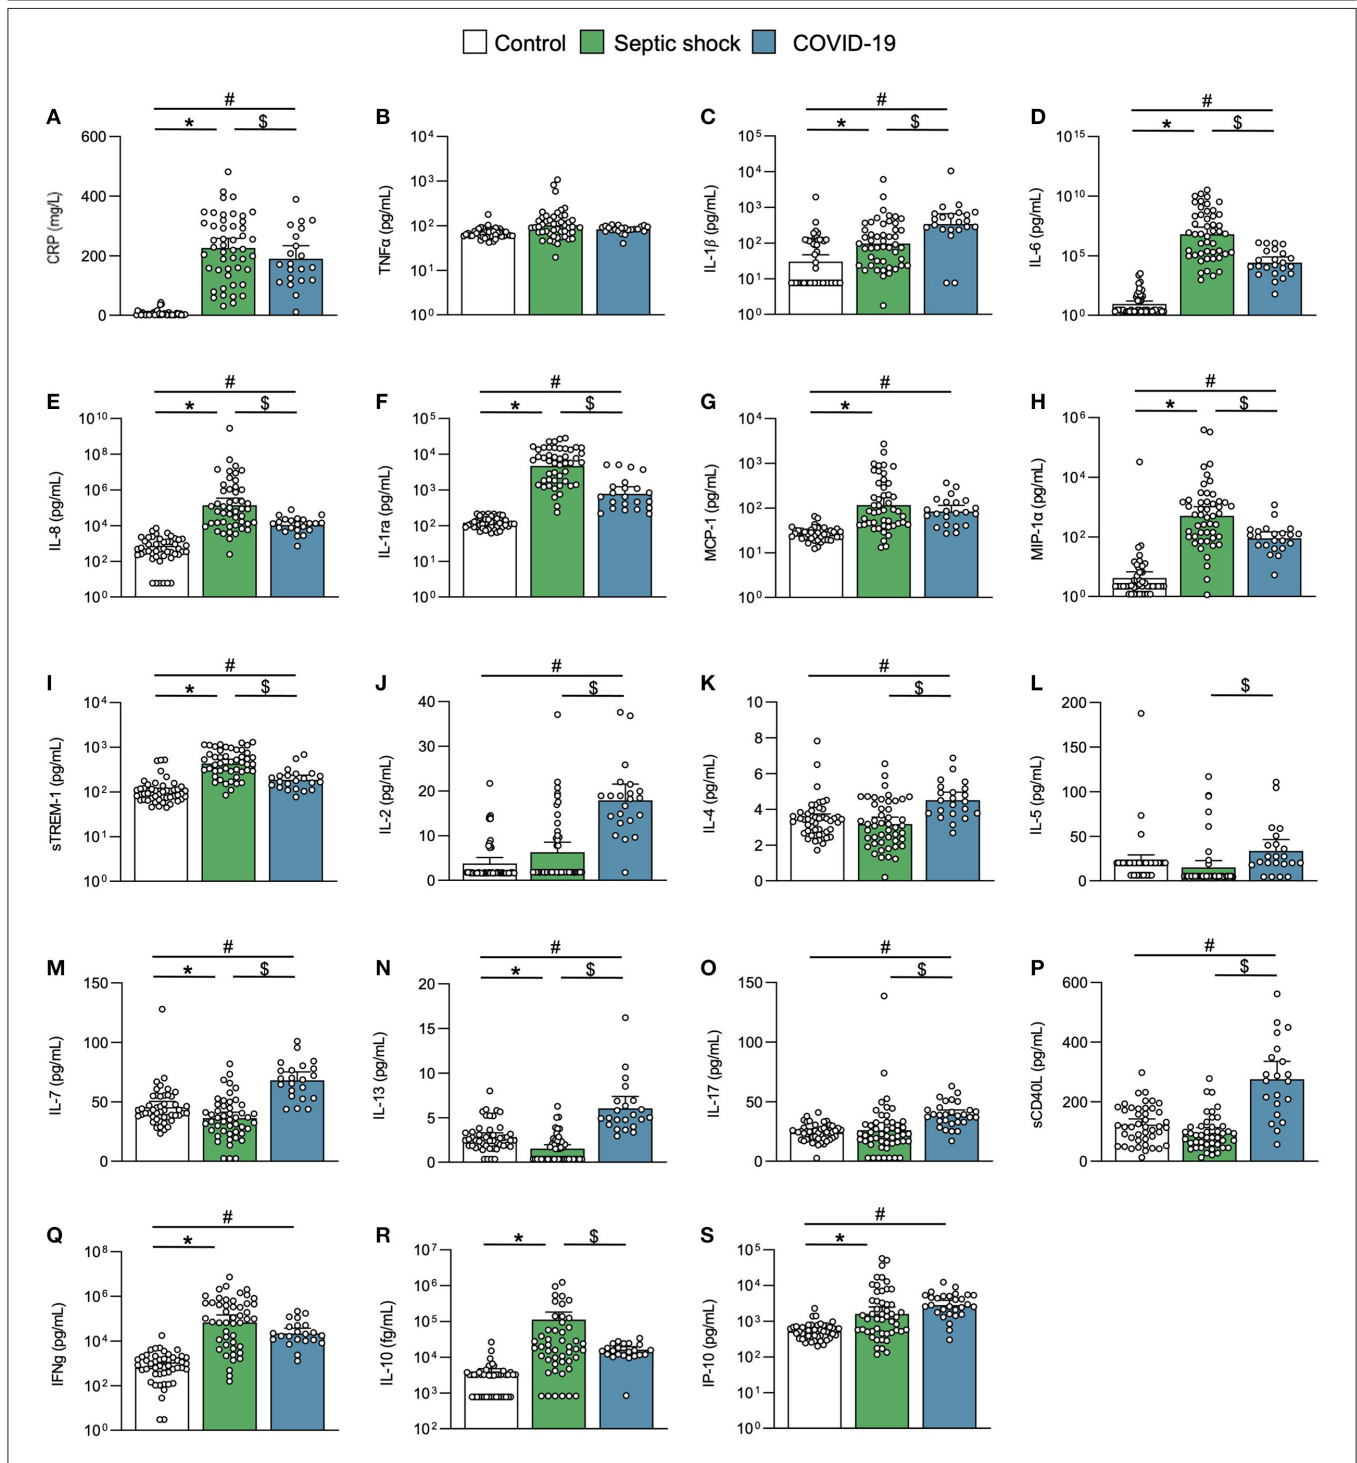 Control Septic shock COVID-19
A # * $
CRP (mg/L)
600
400
200
0
B
TNFα (pg/mL)
10⁴
10³
10²
10¹
10⁰
C # * $
IL-1β (pg/mL)
10⁵
10⁴
10³
10²
10¹
10⁰
D # * $
IL-6 (pg/mL)
10¹⁵
10¹⁰
10⁵
10⁰
E # * $
IL-8 (pg/mL)
10¹⁰
10⁸
10⁶
10⁴
10²
10⁰
F # * $
IL-1ra (pg/mL)
10⁵
10⁴
10³
10²
10¹
10⁰
G # *
MCP-1 (pg/mL)
10⁴
10³
10²
10¹
10⁰
H # * $
MIP-1α (pg/mL)
10⁶
10⁴
10²
10⁰
I # * $
sTREM-1 (pg/mL)
10⁴
10³
10²
10¹
10⁰
J # $
IL-2 (pg/mL)
40
30
20
10
0
K # $
IL-4 (pg/mL)
10
8
6
4
2
0
L $
IL-5 (pg/mL)
200
150
100
50
0
M # * $
IL-7 (pg/mL)
150
100
50
0
N # * $
IL-13 (pg/mL)
20
15
10
5
0
O # $
IL-17 (pg/mL)
150
100
50
0
P # $
sCD40L (pg/mL)
600
400
200
0
Q # *
IFNg (pg/mL)
10⁸
10⁶
10⁴
10²
10⁰
R * $
IL-10 (fg/mL)
10⁷
10⁶
10⁵
10⁴
10³
10²
S # *
IP-10 (pg/mL)
10⁵
10⁴
10³
10²
10¹
10⁰